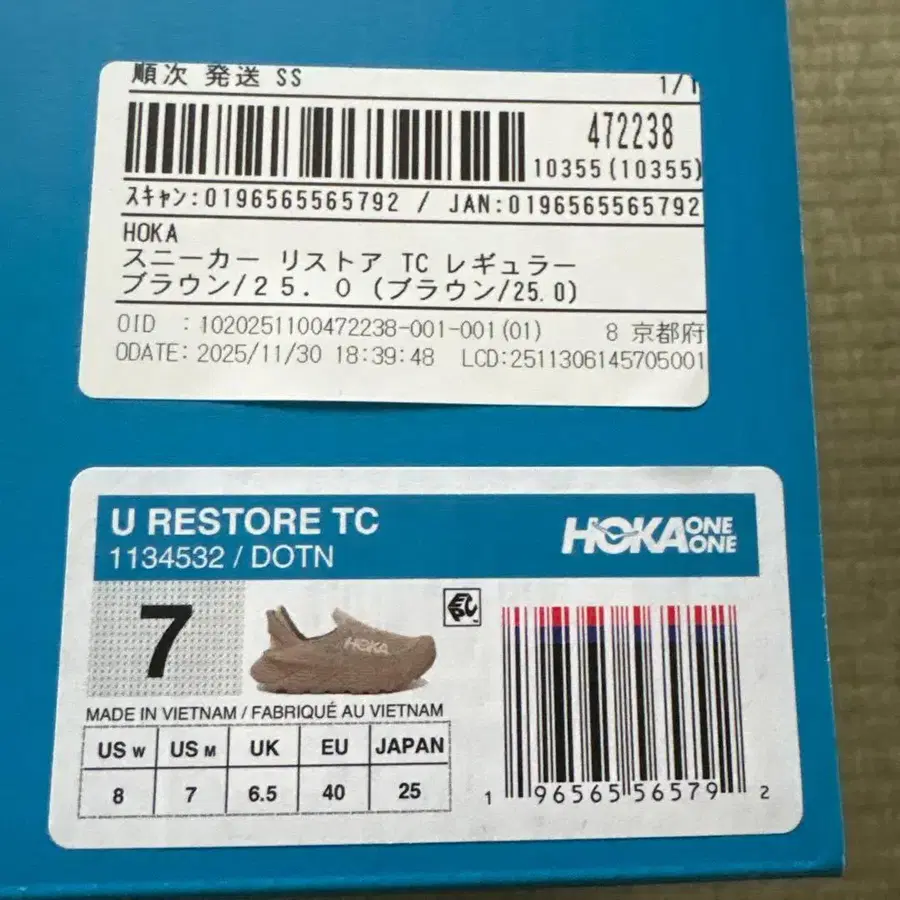 順次 発送 SS 1/1
472238
10355(10355)
スキャン:0196565565792 / JAN:0196565565792
HOKA
スニーカー リストア TC レギュラー
ブラウン/25.0 (ブラウン/25.0)
OID :1020251100472238-001-001(01) 8 京都府
ODATE: 2025/11/30 18:39:48 LCD:2511306145705001
U RESTORE TC
1134532 / DOTN
HOKA ONE ONE
7
HOKA
MADE IN VIETNAM / FABRIQUÉ AU VIETNAM
US W US M UK EU JAPAN
8 7 6.5 40 25
1 96565 56579 2